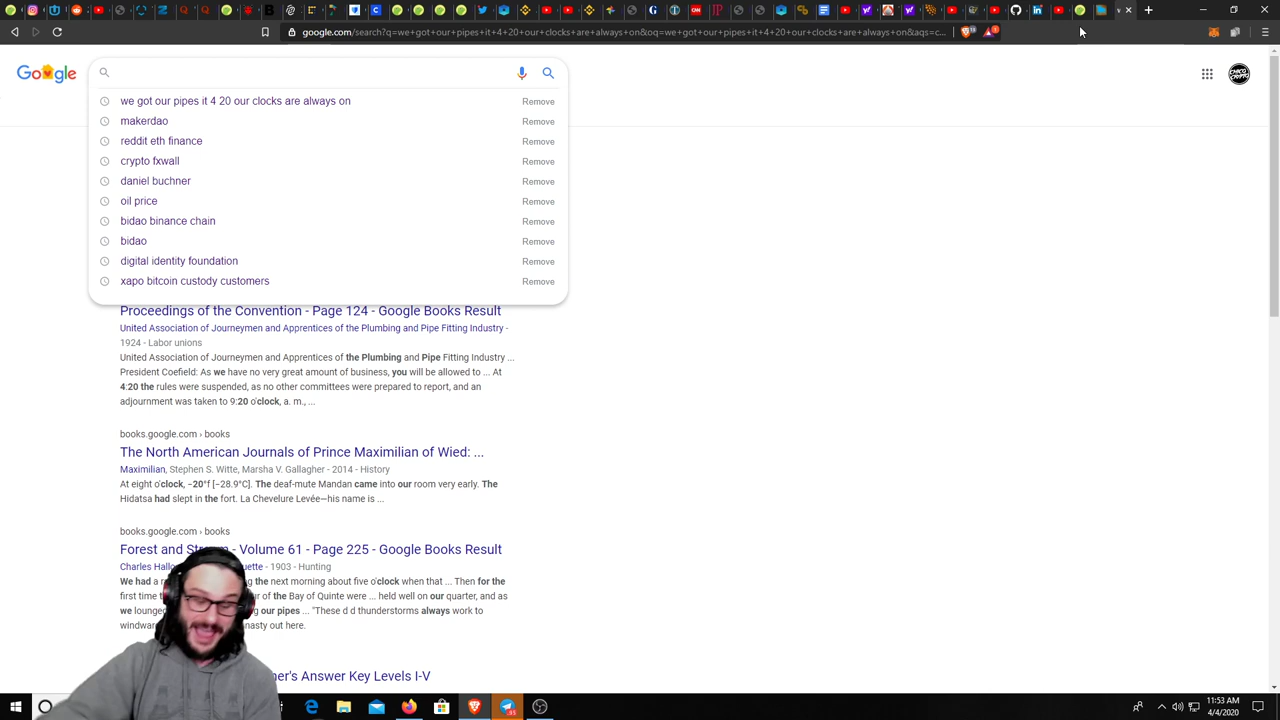 google.com/search?q=we+got+our+pipes+it+4+20+our+clocks+are+always+on&oq=we+got+our+pipes+it+4+20+our+clocks+are+always+on&aqs=c...
Google
CHICO CRYPTO
we got our pipes it 4 20 our clocks are always on Remove
makerdao Remove
reddit eth finance Remove
crypto fxwall Remove
daniel buchner Remove
oil price Remove
bidao binance chain Remove
bidao Remove
digital identity foundation Remove
xapo bitcoin custody customers Remove
Proceedings of the Convention - Page 124 - Google Books Result
United Association of Journeymen and Apprentices of the Plumbing and Pipe Fitting Industry -
1924 - Labor unions
United Association of Journeymen and Apprentices of the Plumbing and Pipe Fitting Industry ...
President Coefield: As we have no very great amount of business, you will be allowed to ... At
4:20 the rules were suspended, as no other committees were prepared to report, and an
adjournment was taken to 9:20 o'clock, a. m., ...
books.google.com › books
The North American Journals of Prince Maximilian of Wied: ...
Maximilian, Stephen S. Witte, Marsha V. Gallagher - 2014 - History
At eight o'clock, −20°f [−28.9°C]. The deaf-mute Mandan came into our room very early. The
Hidatsa had slept in the fort. La Chevelure Levée—his name is ...
books.google.com › books
Forest and - Volume 61 - Page 225 - Google Books Result
Charles - 1903 - Hunting
We had a the next morning about five o'clock when that ... Then for the
first time of the Bay of Quinte were ... held well on our quarter, and as
we our pipes ... "These d d thunderstorms always work to
nasty out here.
Answer Key Levels I-V
11:53 AM
4/4/2020